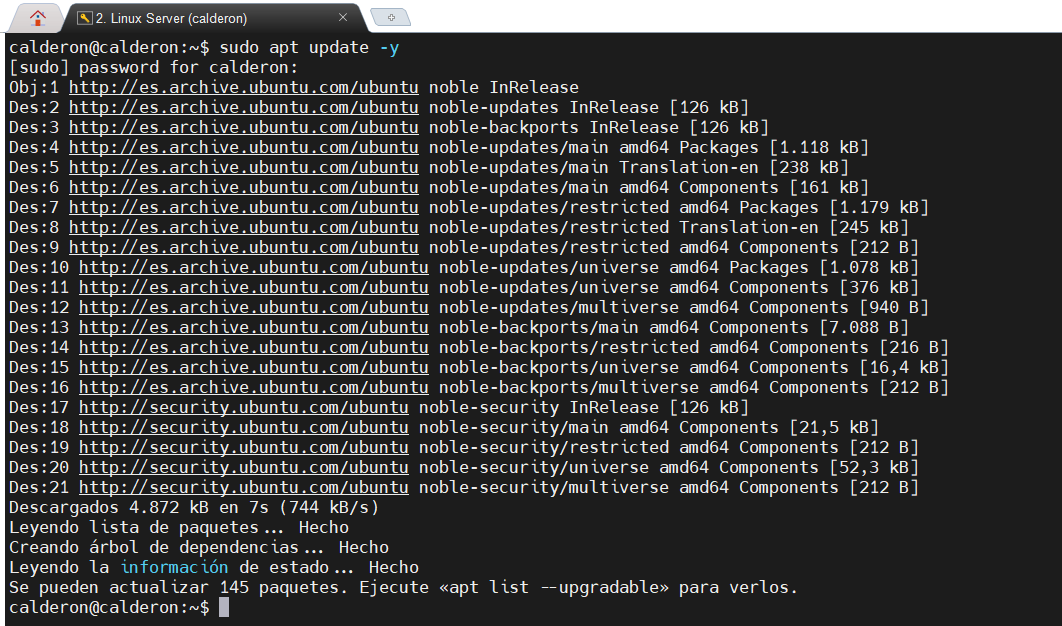 2. Linux Server (calderon)
calderon@calderon:~$ sudo apt update -y
[sudo] password for calderon:
Obj:1 http://es.archive.ubuntu.com/ubuntu noble InRelease
Des:2 http://es.archive.ubuntu.com/ubuntu noble-updates InRelease [126 kB]
Des:3 http://es.archive.ubuntu.com/ubuntu noble-backports InRelease [126 kB]
Des:4 http://es.archive.ubuntu.com/ubuntu noble-updates/main amd64 Packages [1.118 kB]
Des:5 http://es.archive.ubuntu.com/ubuntu noble-updates/main Translation-en [238 kB]
Des:6 http://es.archive.ubuntu.com/ubuntu noble-updates/main amd64 Components [161 kB]
Des:7 http://es.archive.ubuntu.com/ubuntu noble-updates/restricted amd64 Packages [1.179 kB]
Des:8 http://es.archive.ubuntu.com/ubuntu noble-updates/restricted Translation-en [245 kB]
Des:9 http://es.archive.ubuntu.com/ubuntu noble-updates/restricted amd64 Components [212 B]
Des:10 http://es.archive.ubuntu.com/ubuntu noble-updates/universe amd64 Packages [1.078 kB]
Des:11 http://es.archive.ubuntu.com/ubuntu noble-updates/universe amd64 Components [376 kB]
Des:12 http://es.archive.ubuntu.com/ubuntu noble-updates/multiverse amd64 Components [940 B]
Des:13 http://es.archive.ubuntu.com/ubuntu noble-backports/main amd64 Components [7.088 B]
Des:14 http://es.archive.ubuntu.com/ubuntu noble-backports/restricted amd64 Components [216 B]
Des:15 http://es.archive.ubuntu.com/ubuntu noble-backports/universe amd64 Components [16,4 kB]
Des:16 http://es.archive.ubuntu.com/ubuntu noble-backports/multiverse amd64 Components [212 B]
Des:17 http://security.ubuntu.com/ubuntu noble-security InRelease [126 kB]
Des:18 http://security.ubuntu.com/ubuntu noble-security/main amd64 Components [21,5 kB]
Des:19 http://security.ubuntu.com/ubuntu noble-security/restricted amd64 Components [212 B]
Des:20 http://security.ubuntu.com/ubuntu noble-security/universe amd64 Components [52,3 kB]
Des:21 http://security.ubuntu.com/ubuntu noble-security/multiverse amd64 Components [212 B]
Descargados 4.872 kB en 7s (744 kB/s)
Leyendo lista de paquetes... Hecho
Creando árbol de dependencias... Hecho
Leyendo la información de estado... Hecho
Se pueden actualizar 145 paquetes. Ejecute «apt list --upgradable» para verlos.
calderon@calderon:~$